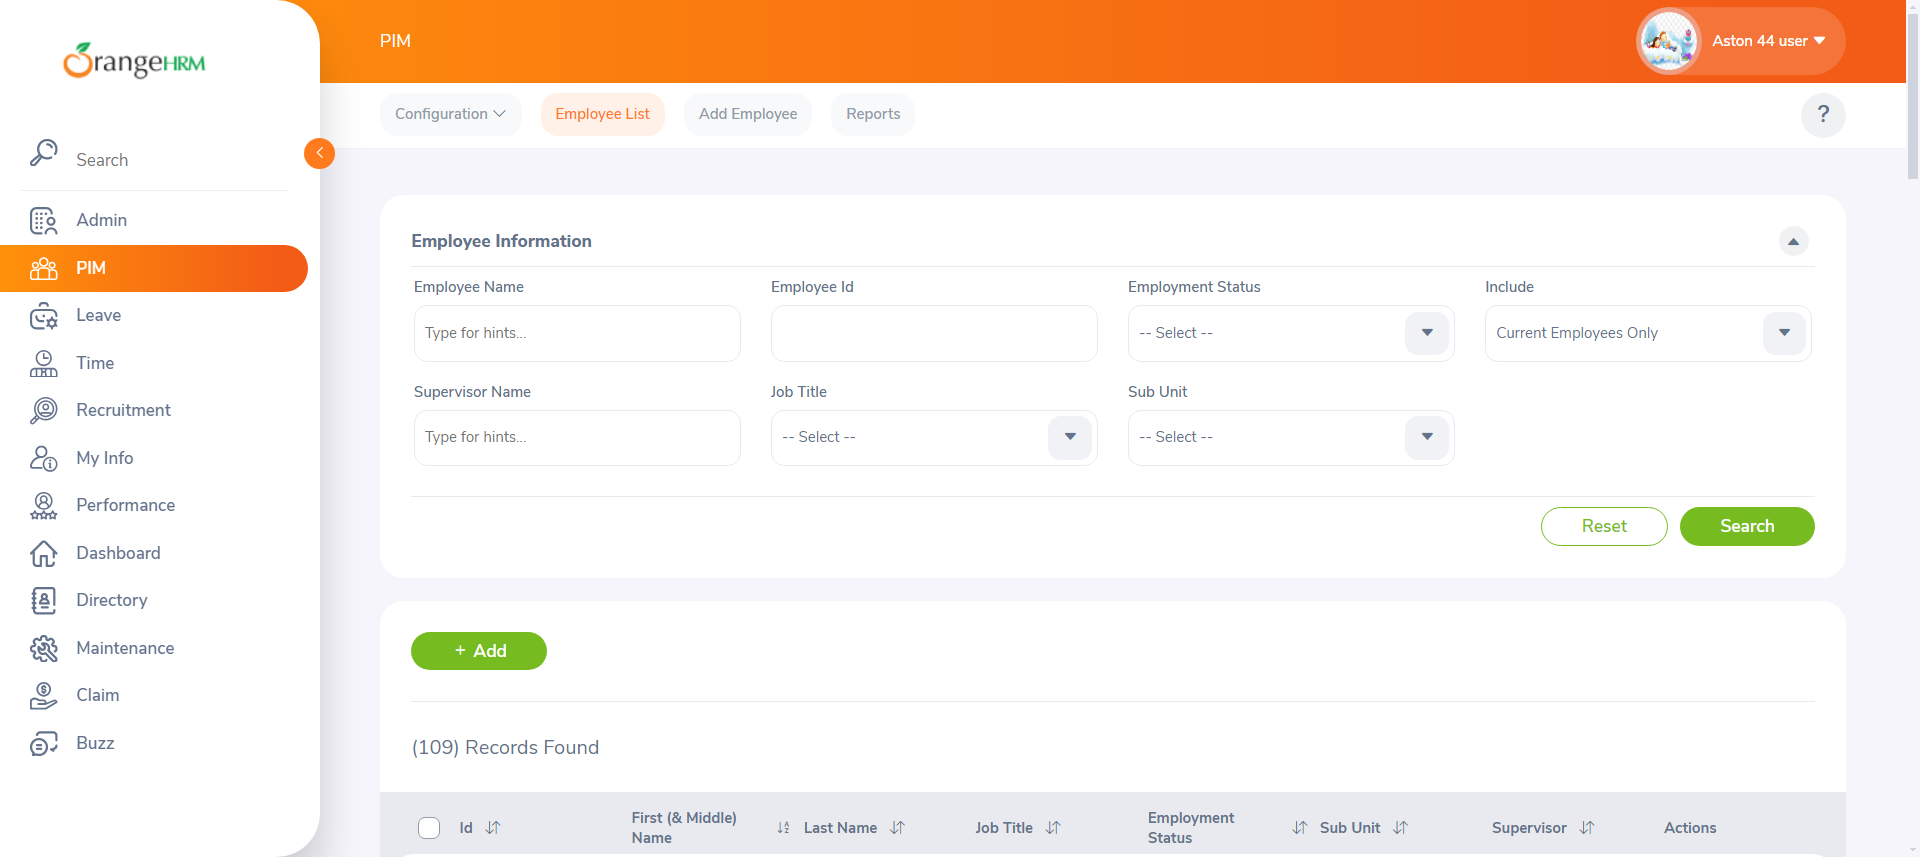 OrangeHRM
PIM
Aston 44 user
Configuration
Employee List
Add Employee
Reports
?
Search
Admin
PIM
Leave
Time
Recruitment
My Info
Performance
Dashboard
Directory
Maintenance
Claim
Buzz
Employee Information
Employee Name
Employee Id
Employment Status
Include
Type for hints...
-- Select --
Current Employees Only
Supervisor Name
Job Title
Sub Unit
Type for hints...
-- Select --
-- Select --
Reset
Search
+ Add
(109) Records Found
Id
First (& Middle)
Name
Last Name
Job Title
Employment
Status
Sub Unit
Supervisor
Actions